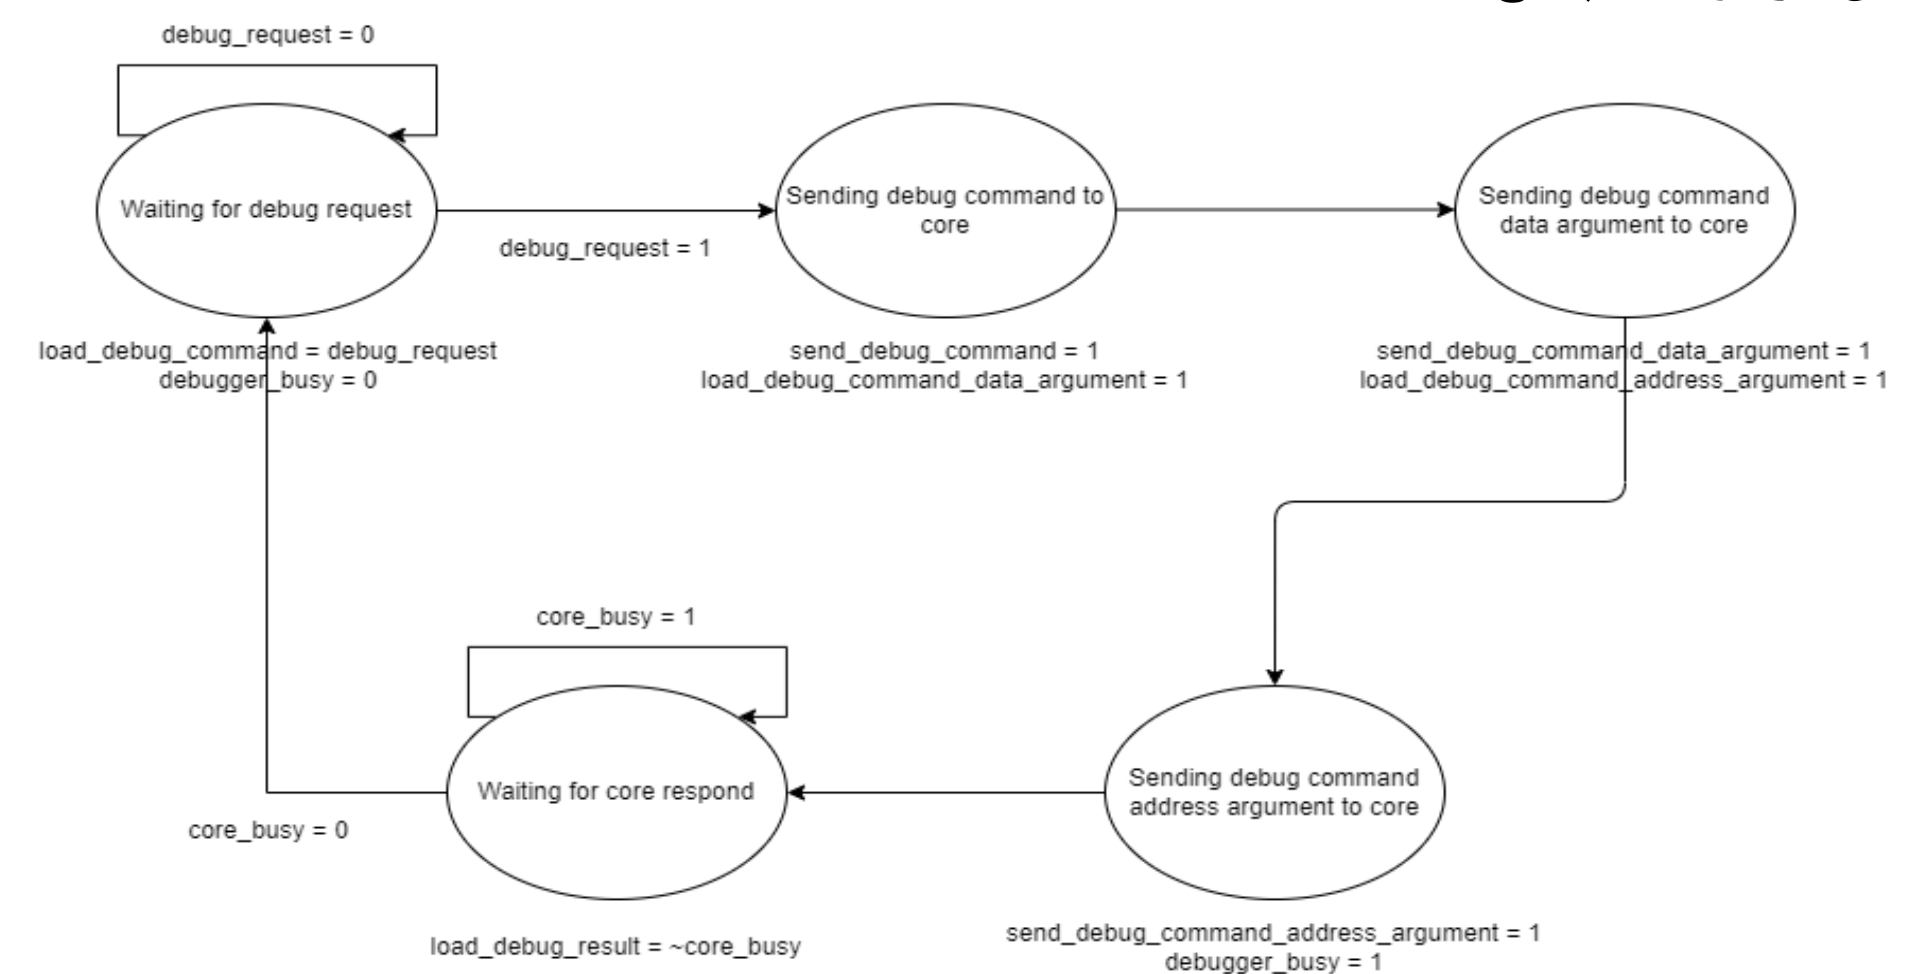 debug_request = 0
Waiting for debug request
debug_request = 1
load_debug_command = debug_request
debugger_busy = 0
Sending debug command to
core
send_debug_command = 1
load_debug_command_data_argument = 1
Sending debug command
data argument to core
send_debug_command_data_argument = 1
load_debug_command_address_argument = 1
Sending debug command
address argument to core
send_debug_command_address_argument = 1
debugger_busy = 1
core_busy = 1
Waiting for core respond
load_debug_result = ~core_busy
core_busy = 0